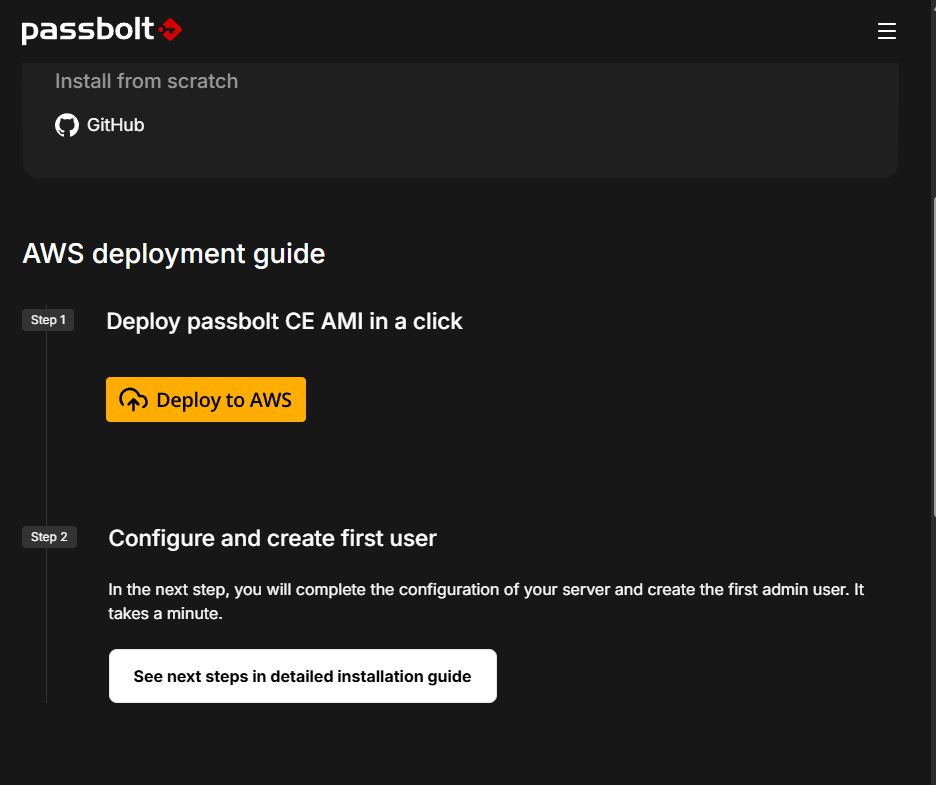 passbolt
Install from scratch
GitHub
AWS deployment guide
Step 1
Deploy passbolt CE AMI in a click
Deploy to AWS
Step 2
Configure and create first user
In the next step, you will complete the configuration of your server and create the first admin user. It
takes a minute.
See next steps in detailed installation guide